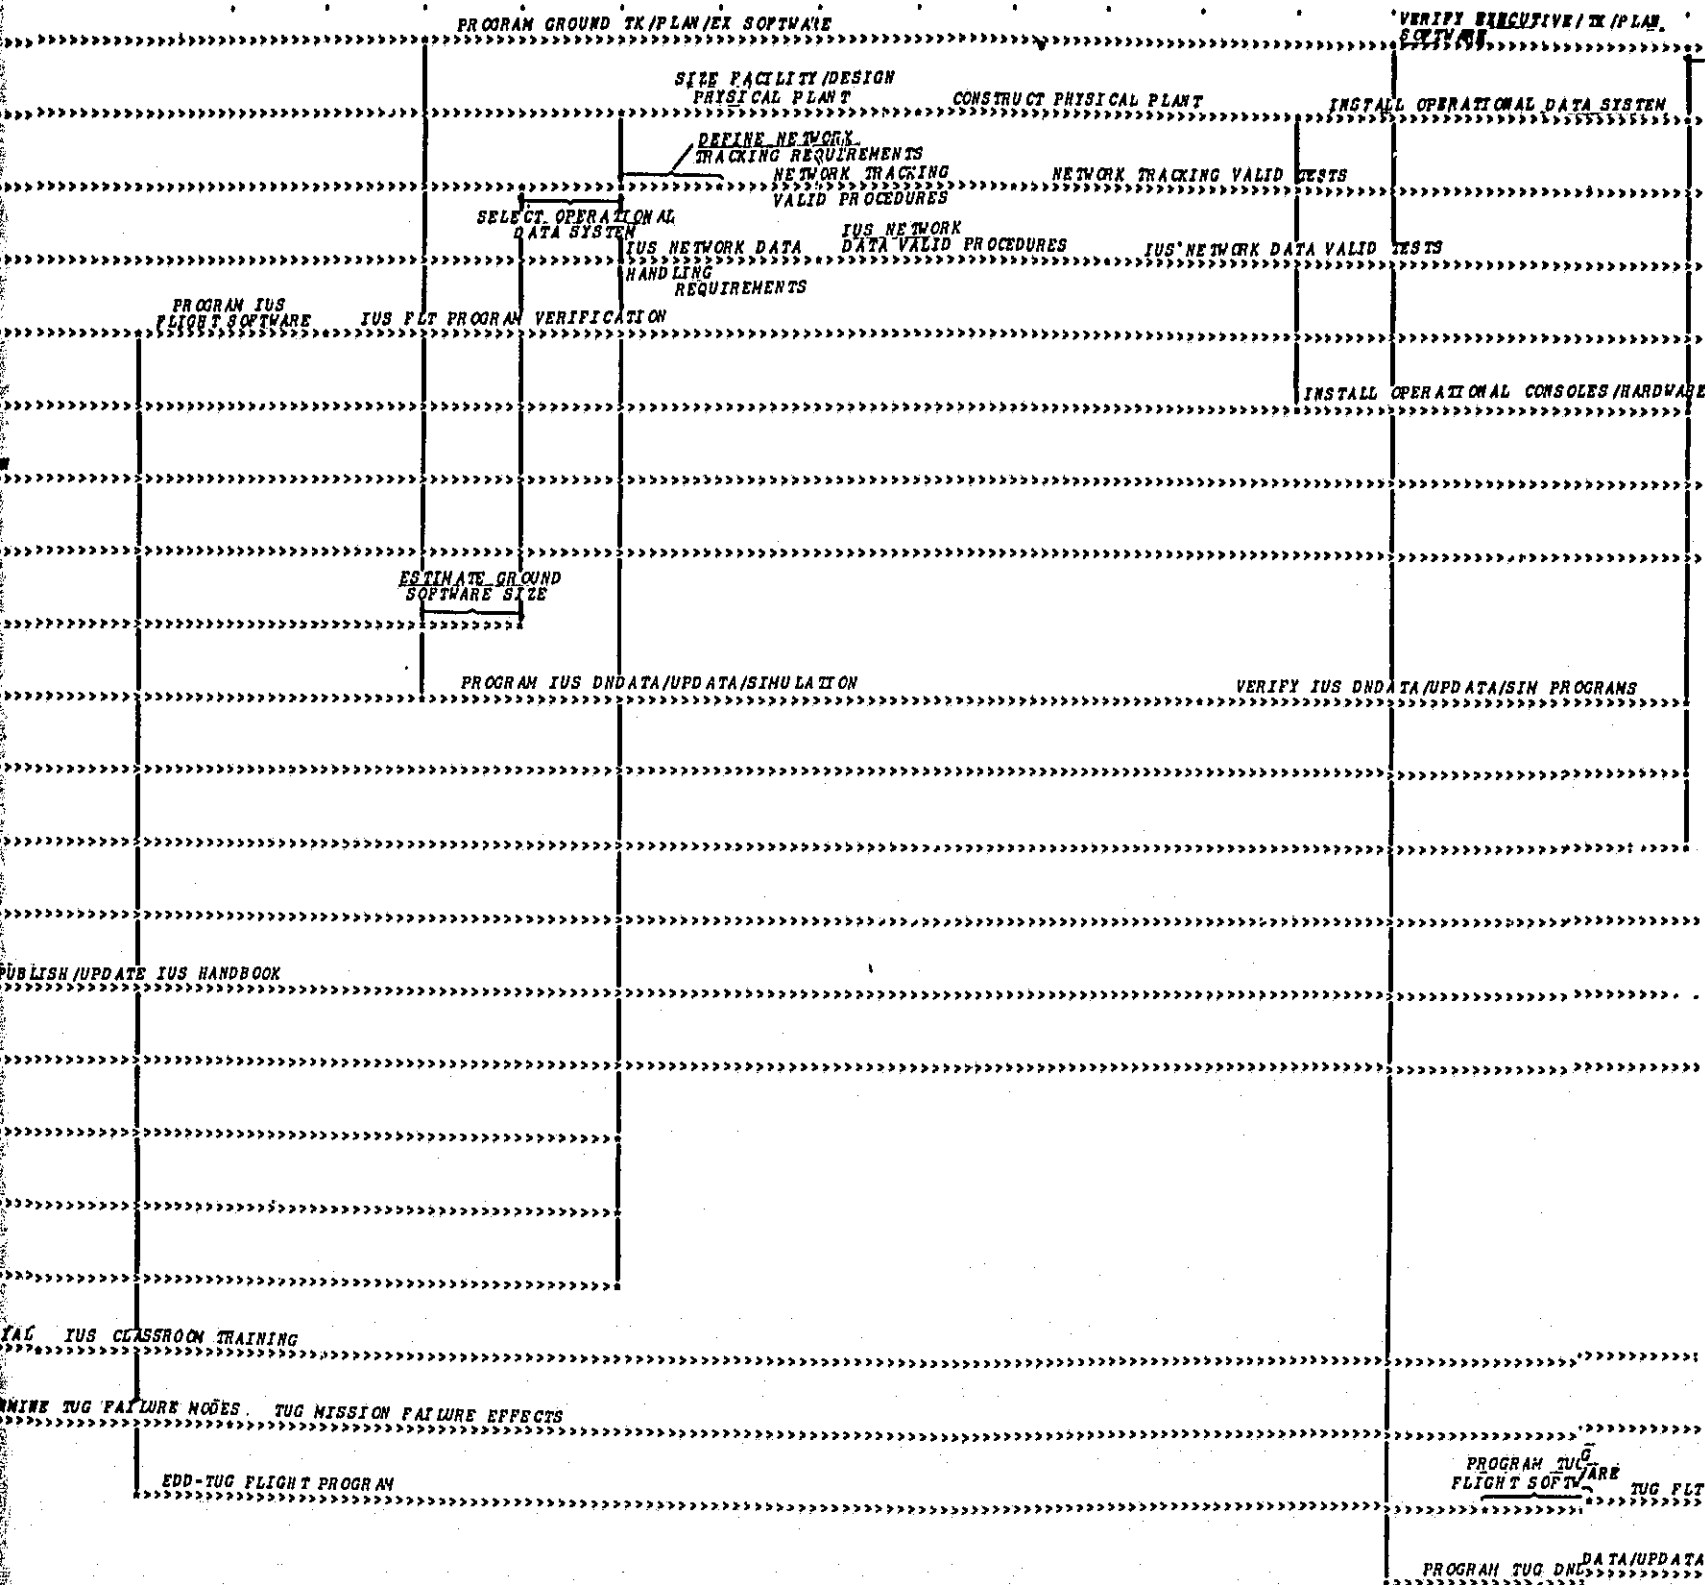 PROGRAM GROUND TK/PLAN/EX SOFTWARE
VERIFY EXECUTIVE/TK/PLAN
SOFTWARE
SIZE FACILITY/DESIGN
PHYSICAL PLANT
CONSTRUCT PHYSICAL PLANT
INSTALL OPERATIONAL DATA SYSTEM
DEFINE NETWORK
TRACKING REQUIREMENTS
NETWORK TRACKING
VALID PROCEDURES
NETWORK TRACKING VALID TESTS
SELECT OPERATIONAL
DATA SYSTEM
IUS NETWORK DATA
HANDLING
REQUIREMENTS
IUS NETWORK
DATA VALID PROCEDURES
IUS NETWORK DATA VALID TESTS
PROGRAM IUS
FLIGHT SOFTWARE
IUS FLT PROGRAM VERIFICATION
INSTALL OPERATIONAL CONSOLES/HARDWARE
ESTIMATE GROUND
SOFTWARE SIZE
PROGRAM IUS DNDATA/UPDATA/SIMULATION
VERIFY IUS DNDATA/UPDATA/SIM PROGRAMS
PUBLISH/UPDATE IUS HANDBOOK
IAL IUS CLASSROOM TRAINING
RMINE TUG FAILURE MODES. TUG MISSION FAILURE EFFECTS
EDD-TUG FLIGHT PROGRAM
PROGRAM TUG
FLIGHT SOFTWARE
TUG FLT
PROGRAM TUG DNDATA/UPDATA